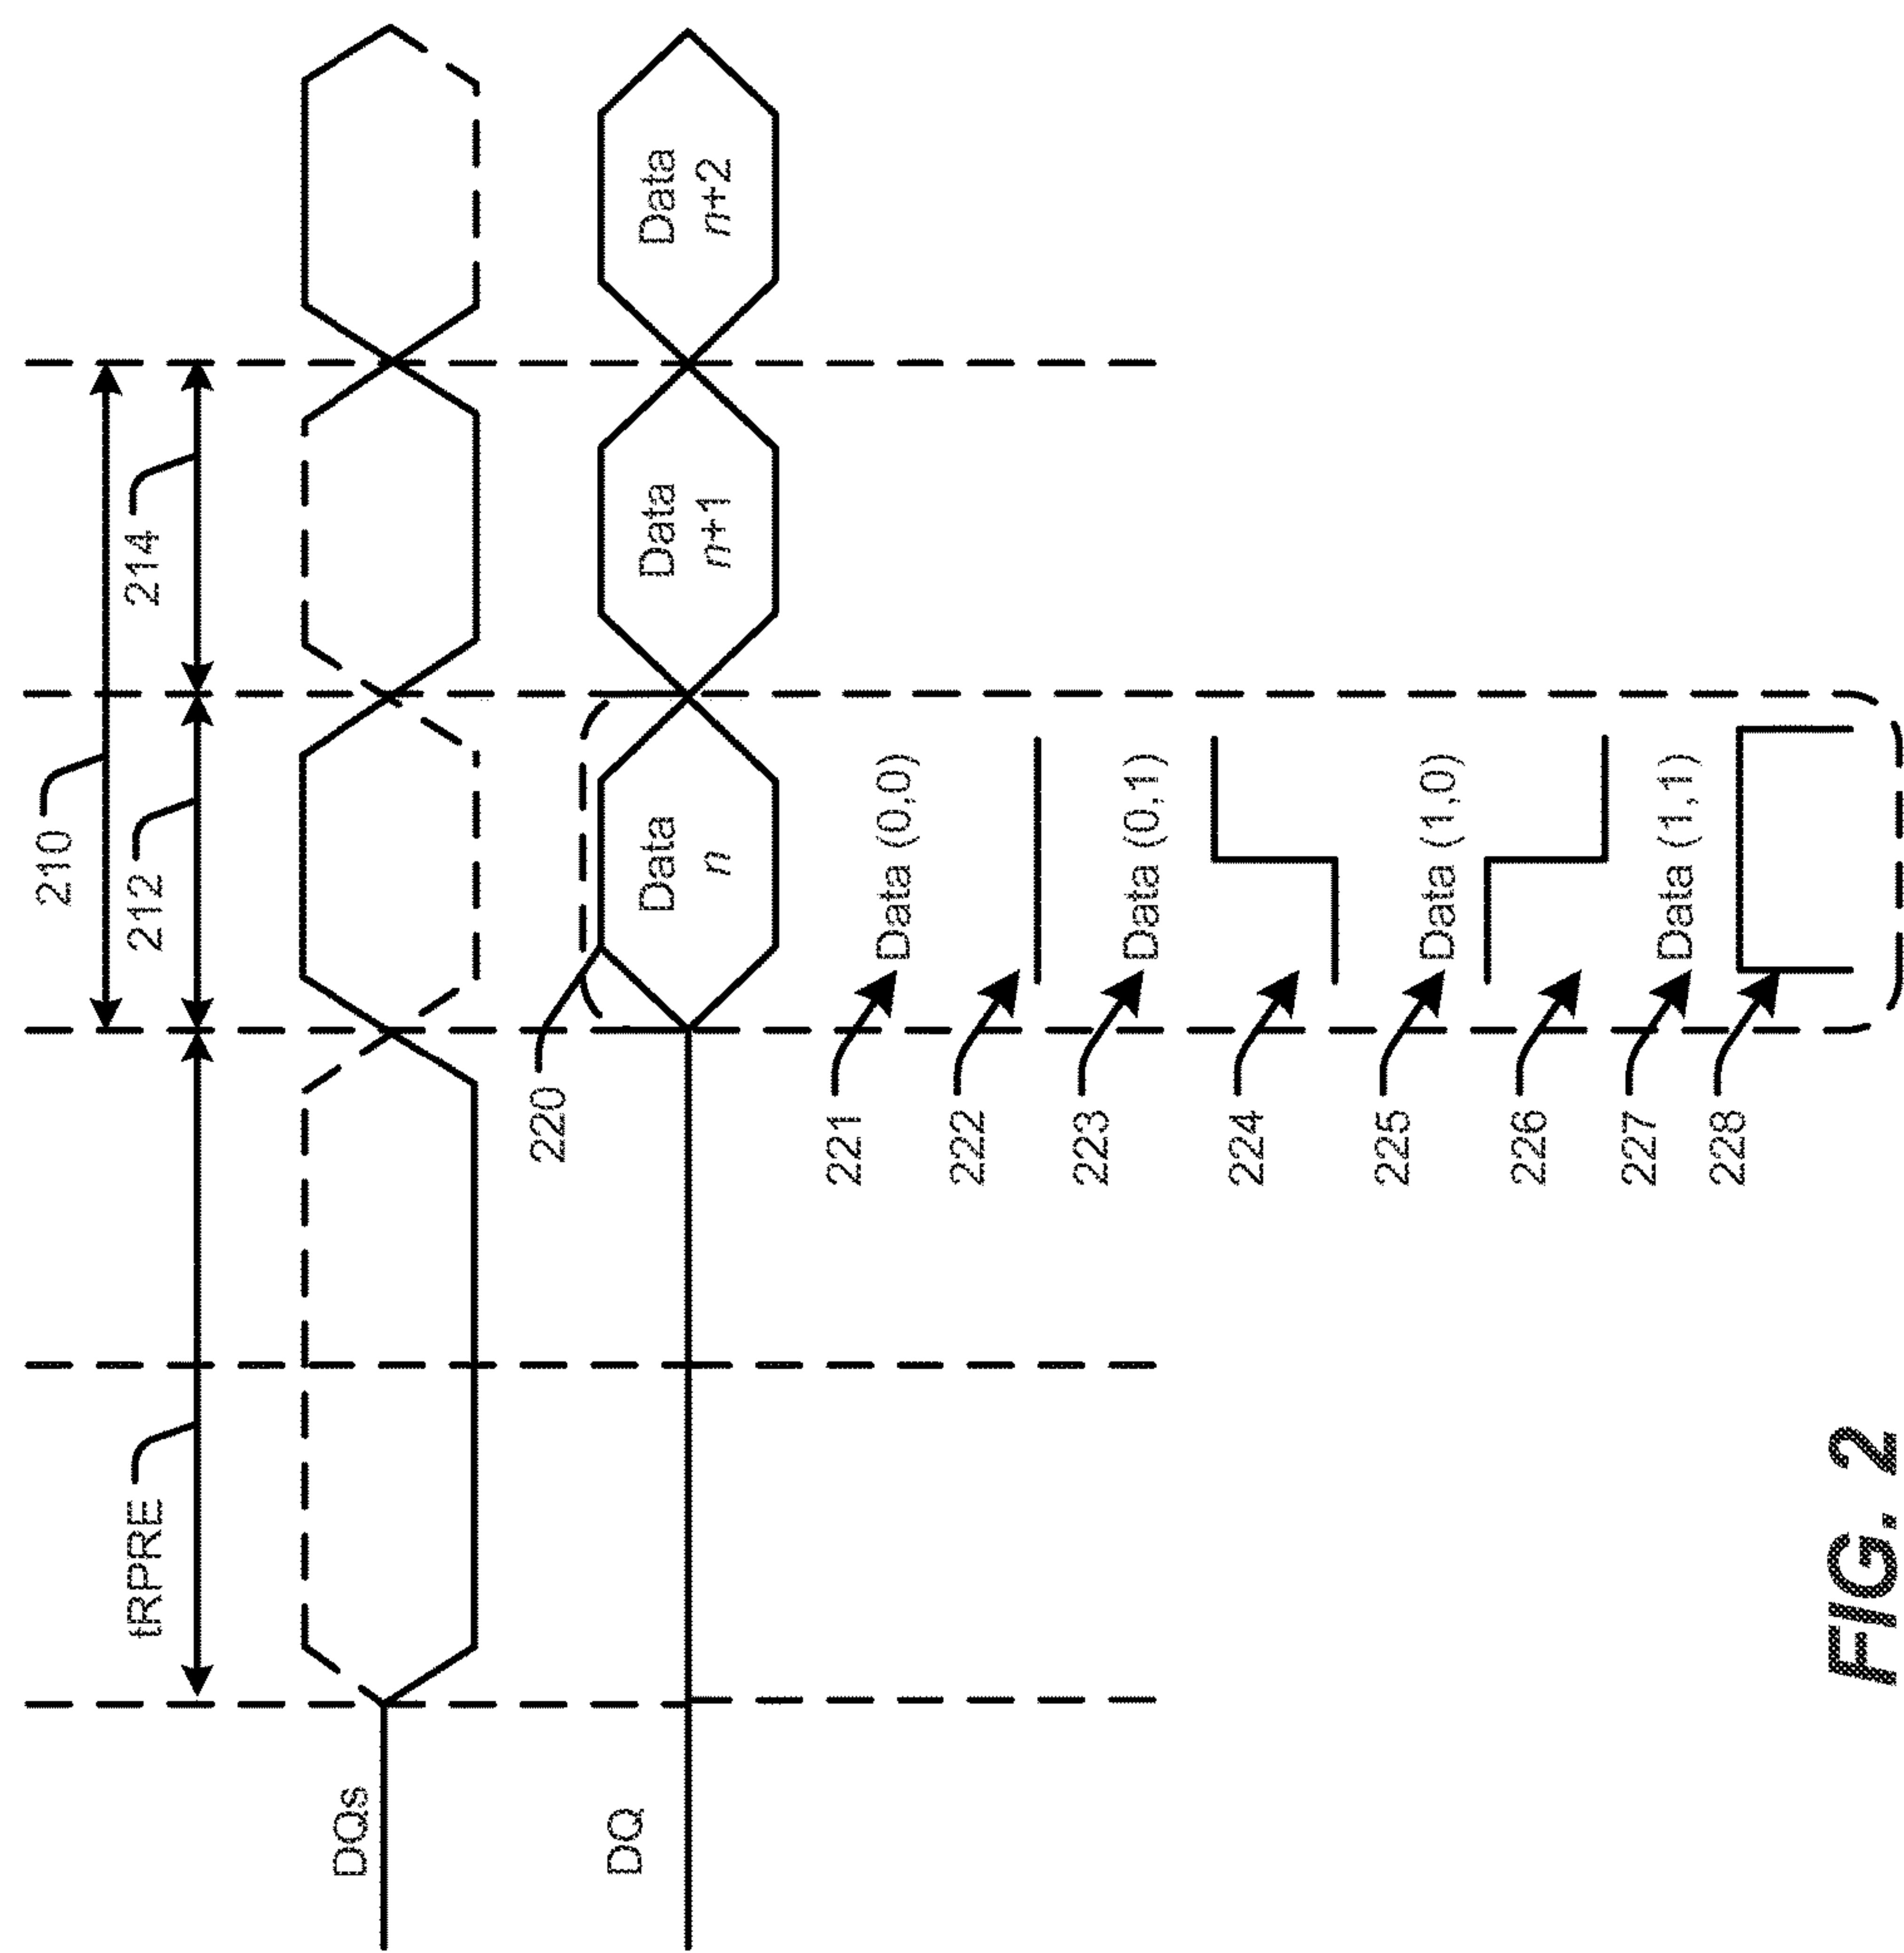 210
tRPRE
212
214
DQs
220
DQ
Data
n
Data
n+1
Data
n+2
221
Data (0,0)
222
223
Data (0,1)
224
225
Data (1,0)
226
227
Data (1,1)
228
FIG. 2